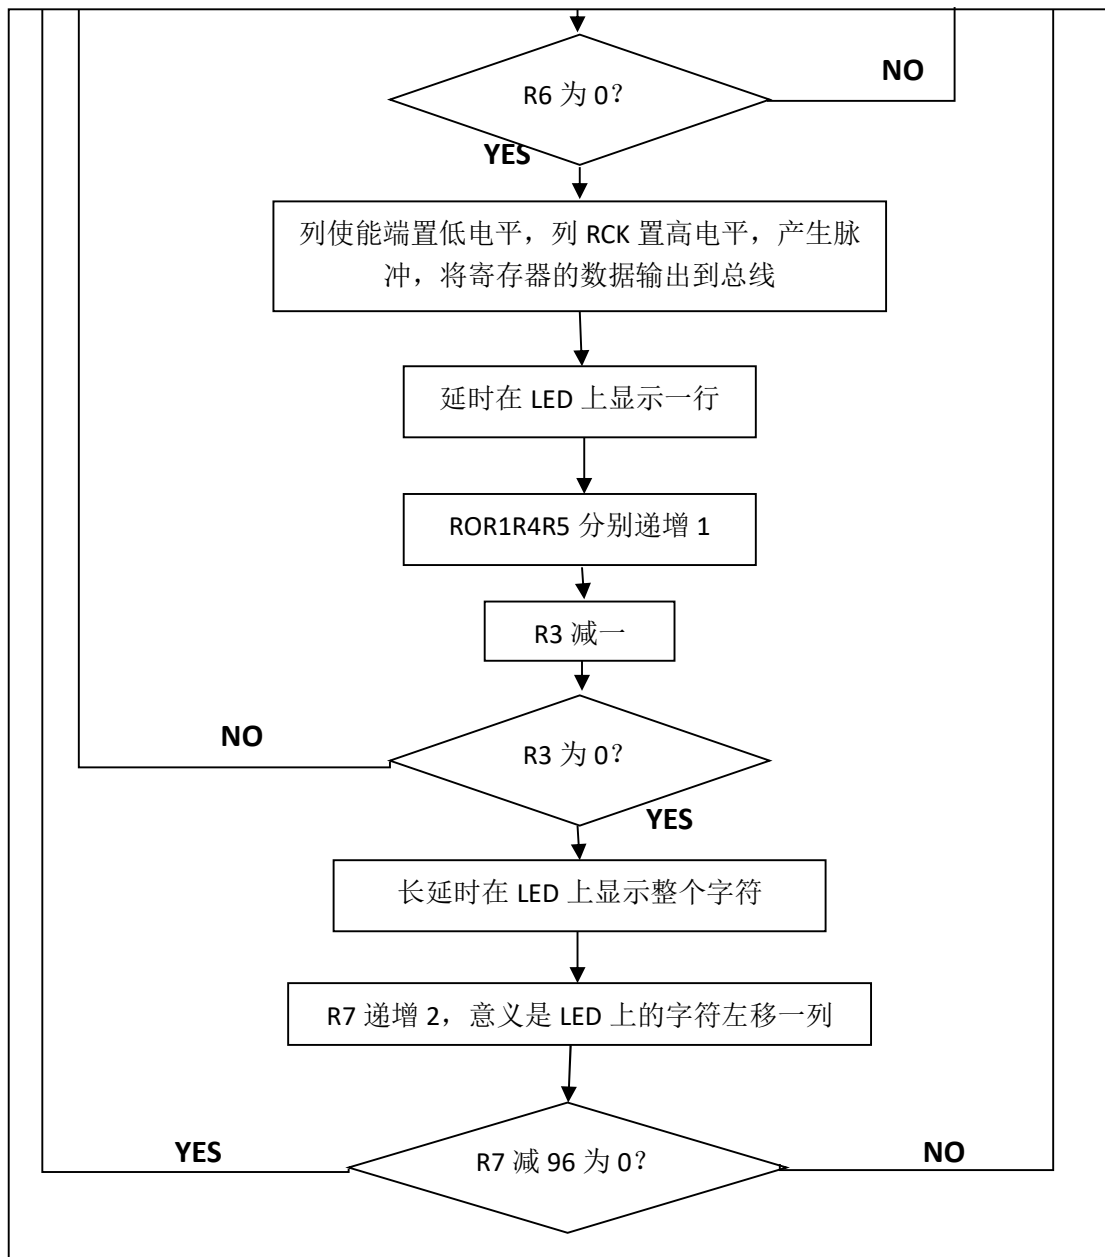 R6 为 0？
NO
YES
列使能端置低电平，列 RCK 置高电平，产生脉
冲，将寄存器的数据输出到总线
延时在 LED 上显示一行
ROR1R4R5 分别递增 1
R3 减一
NO
R3 为 0？
YES
长延时在 LED 上显示整个字符
R7 递增 2，意义是 LED 上的字符左移一列
YES
R7 减 96 为 0？
NO